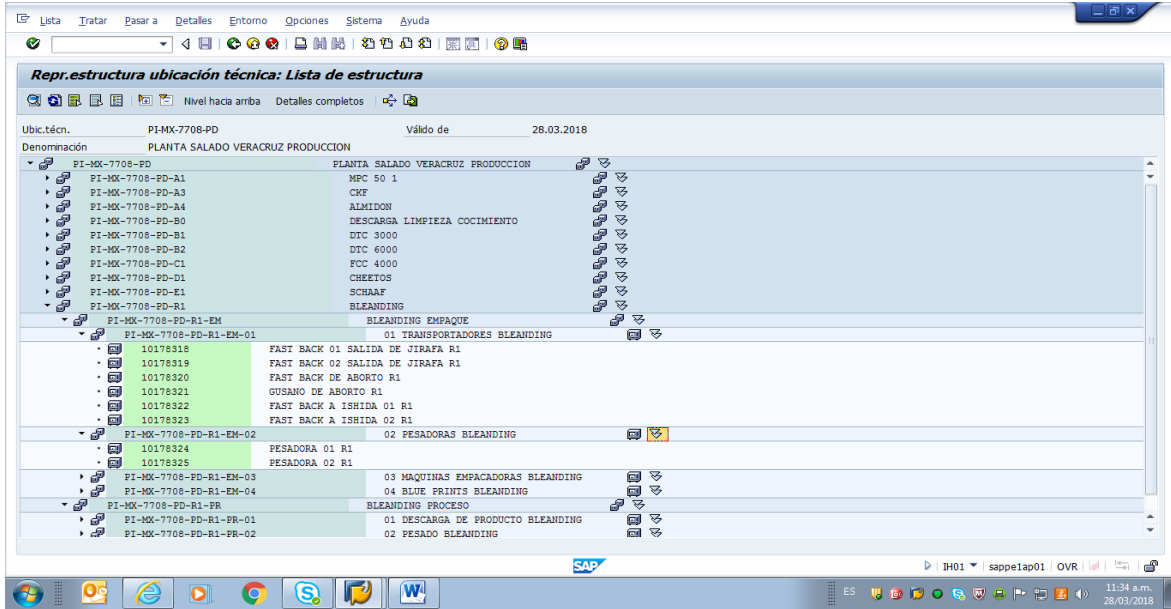 Lista Tratar Pasar a Detalles Entorno Opciones Sistema Ayuda
Repr.estructura ubicación técnica: Lista de estructura
Nivel hacia arriba Detalles completos
Ubic.técn. PI-MX-7708-PD Válido de 28.03.2018
Denominación PLANTA SALADO VERACRUZ PRODUCCION
PI-MX-7708-PD PLANTA SALADO VERACRUZ PRODUCCION
PI-MX-7708-PD-A1 MPC 50 1
PI-MX-7708-PD-A3 CKF
PI-MX-7708-PD-A4 ALMIDON
PI-MX-7708-PD-B0 DESCARGA LIMPIEZA COCIMIENTO
PI-MX-7708-PD-B1 DTC 3000
PI-MX-7708-PD-B2 DTC 6000
PI-MX-7708-PD-C1 FCC 4000
PI-MX-7708-PD-D1 CHEETOS
PI-MX-7708-PD-E1 SCHAAF
PI-MX-7708-PD-R1 BLEANDING
PI-MX-7708-PD-R1-EM BLEANDING EMPAQUE
PI-MX-7708-PD-R1-EM-01 01 TRANSPORTADORES BLEANDING
10178318 FAST BACK 01 SALIDA DE JIRAFA R1
10178319 FAST BACK 02 SALIDA DE JIRAFA R1
10178320 FAST BACK DE ABORTO R1
10178321 GUSANO DE ABORTO R1
10178322 FAST BACK A ISHIDA 01 R1
10178323 FAST BACK A ISHIDA 02 R1
PI-MX-7708-PD-R1-EM-02 02 PESADORAS BLEANDING
10178324 PESADORA 01 R1
10178325 PESADORA 02 R1
PI-MX-7708-PD-R1-EM-03 03 MAQUINAS EMPACADORAS BLEANDING
PI-MX-7708-PD-R1-EM-04 04 BLUE PRINTS BLEANDING
PI-MX-7708-PD-R1-PR BLEANDING PROCESO
PI-MX-7708-PD-R1-PR-01 01 DESCARGA DE PRODUCTO BLEANDING
PI-MX-7708-PD-R1-PR-02 02 PESADO BLEANDING
SAP
IH01 sappe1ap01 OVR
ES 11:34 a.m.
28/03/2018